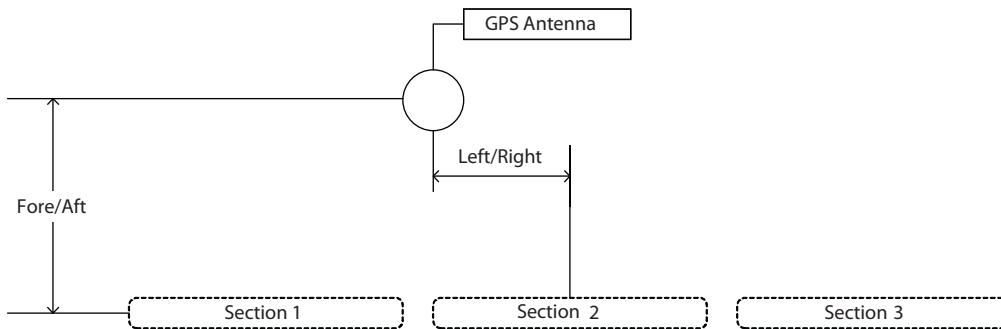 GPS Antenna
Left/Right
Fore/Aft
Section 1
Section 2
Section 3